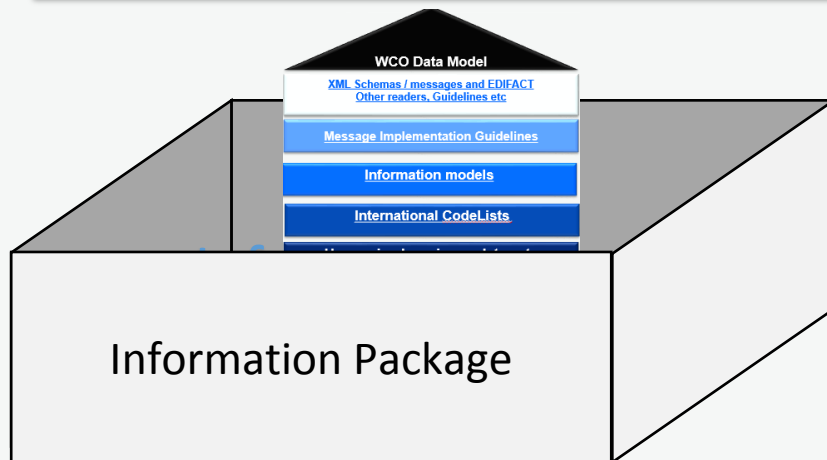 WCO Data Model
XML Schemas / messages and EDIFACT
Other readers, Guidelines etc
Message Implementation Guidelines
Information models
International CodeLists
Information Package